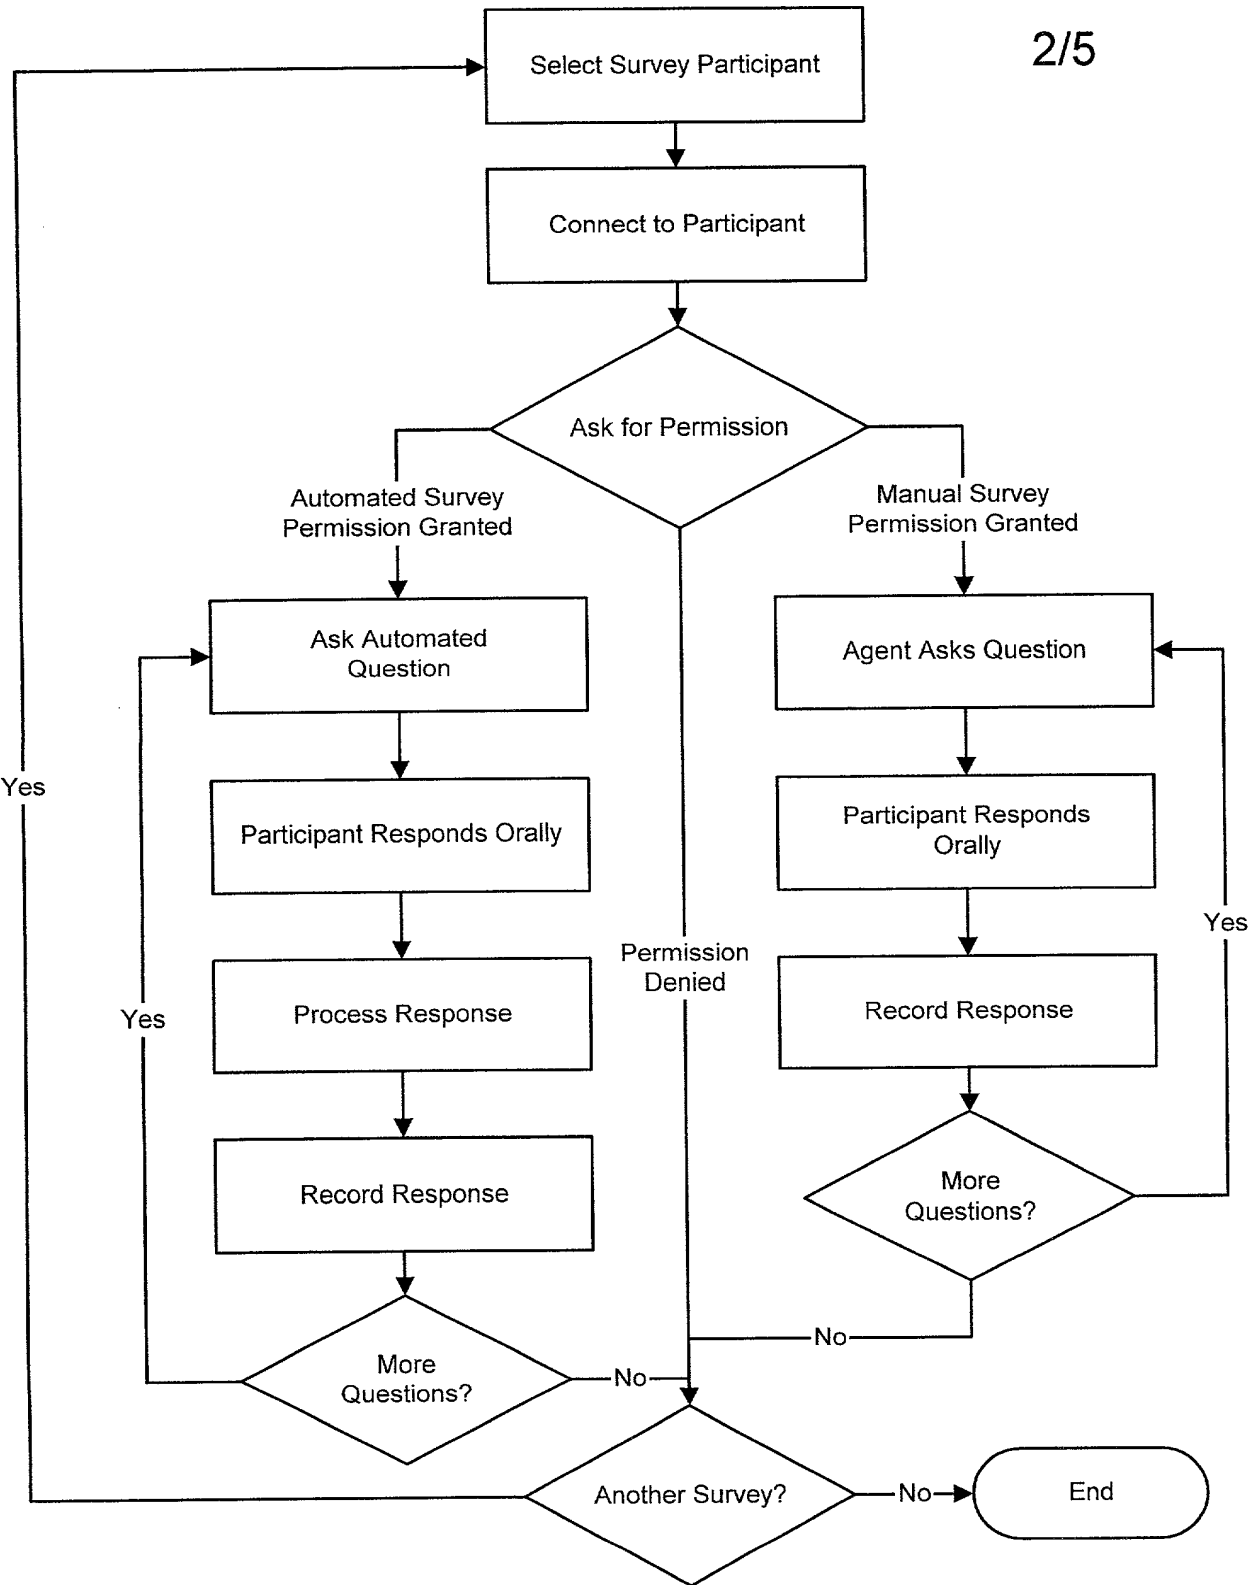 2/5
Select Survey Participant
Connect to Participant
Ask for Permission
Automated Survey
Permission Granted
Manual Survey
Permission Granted
Ask Automated
Question
Agent Asks Question
Yes
Participant Responds Orally
Participant Responds
Orally
Permission
Denied
Yes
Process Response
Record Response
Yes
Record Response
More
Questions?
No
More
Questions?
No
Another Survey?
No
End